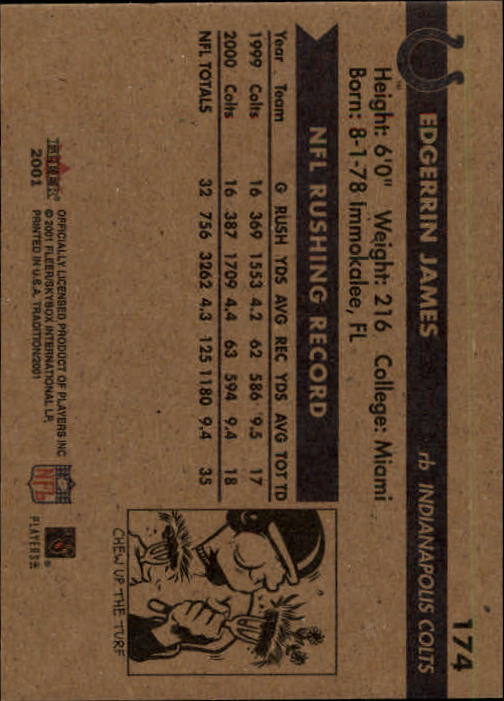 174
EDGERRIN JAMES rb INDIANAPOLIS COLTS
Height: 6'0" Weight: 216 College: Miami
Born: 8-1-78 Immokalee, FL
NFL RUSHING RECORD
Year Team G RUSH YDS AVG REC YDS AVG TOT TD
1999 Colts 16 369 1553 4.2 62 586 9.5 17
2000 Colts 16 387 1709 4.4 63 594 9.4 18
NFL TOTALS 32 756 3262 4.3 125 1180 9.4 35
CHEW UP THE TURF
2001
OFFICIALLY LICENSED PRODUCT OF PLAYERS INC
© 2001 FLEER/SKYBOX INTERNATIONAL LP.
PRINTED IN U.S.A. TRADITION/2001
NFL
PLAYERS